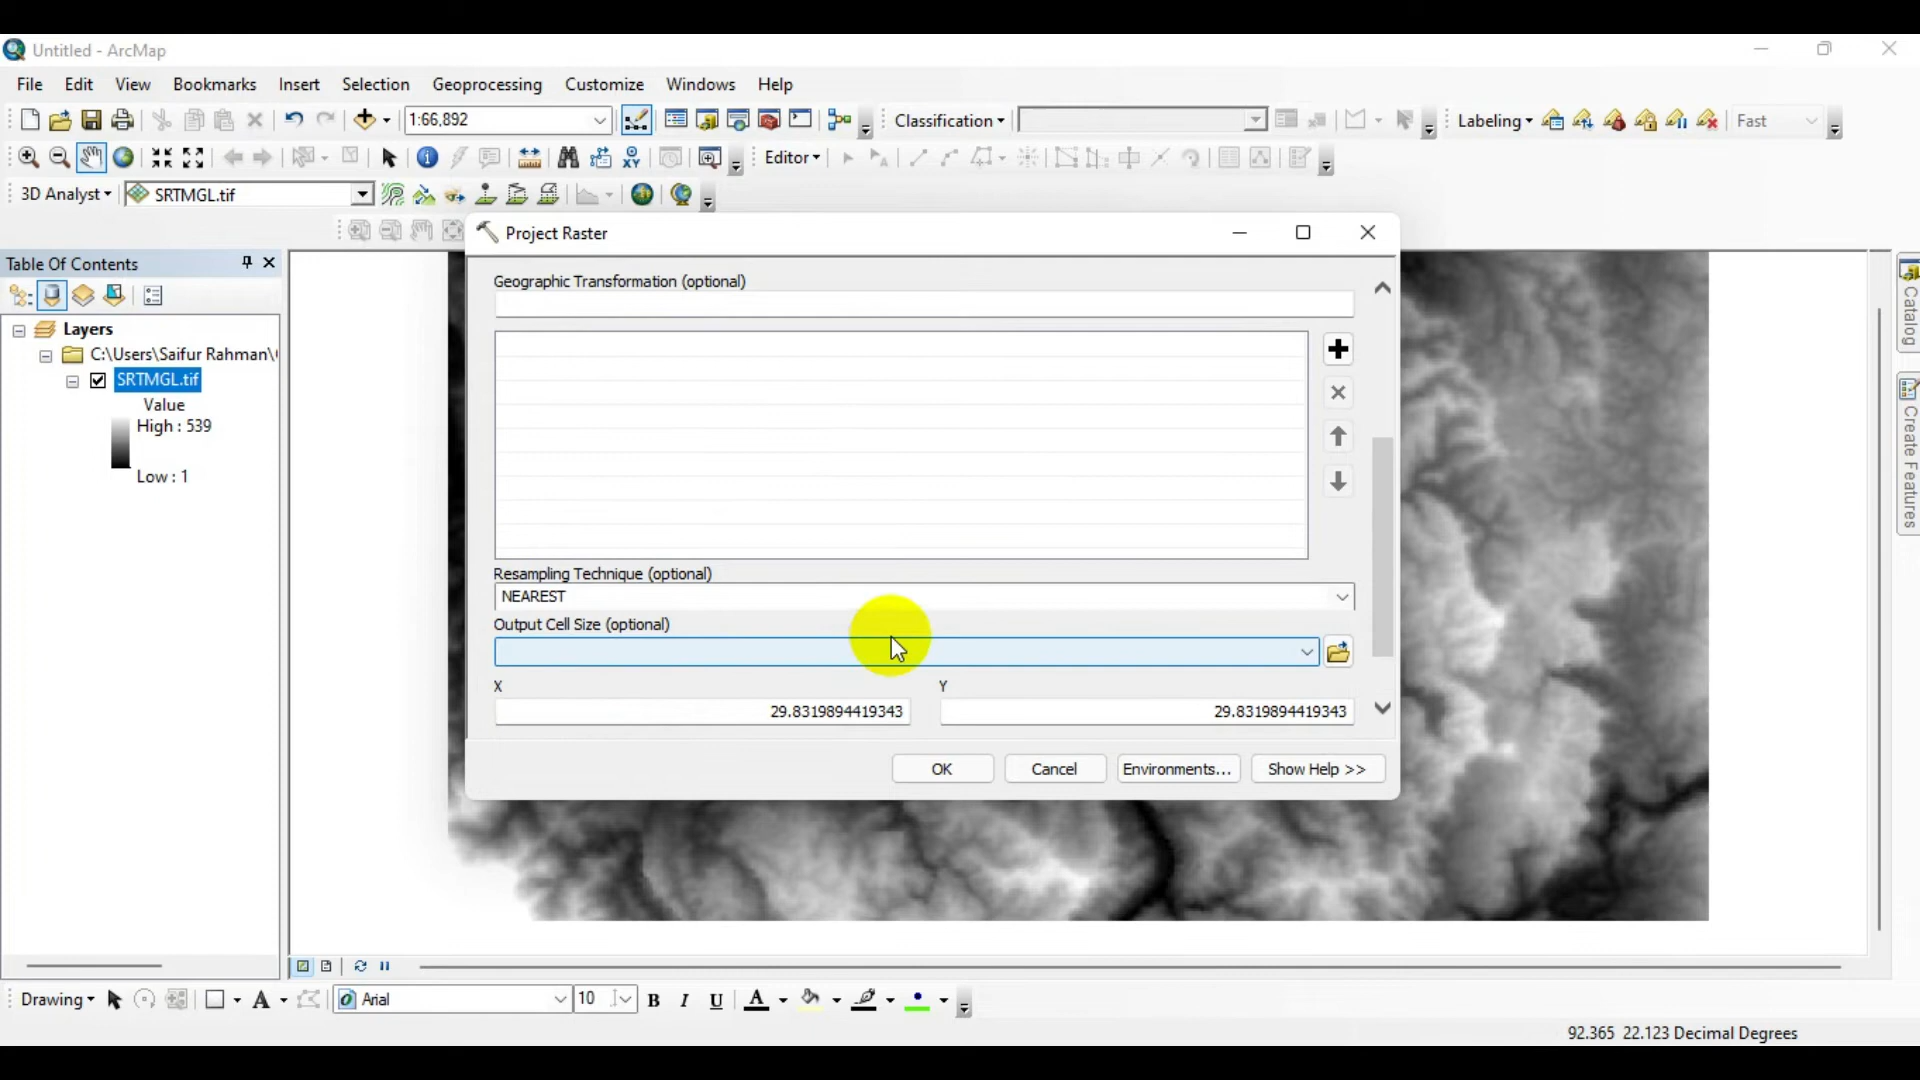 Untitled - ArcMap
File Edit View Bookmarks Insert Selection Geoprocessing Customize Windows Help
1:66,892
Classification
Labeling
Fast
Editor
3D Analyst
SRTMGL.tif
Project Raster
Table Of Contents
Layers
C:\Users\Saifur Rahman\
SRTMGL.tif
Value
High : 539
Low : 1
Geographic Transformation (optional)
Resampling Technique (optional)
NEAREST
Output Cell Size (optional)
X Y
29.8319894419343 29.8319894419343
OK Cancel Environments... Show Help >>
Catalog
Create Features
Drawing
Arial
10
B I U A
92.365 22.123 Decimal Degrees